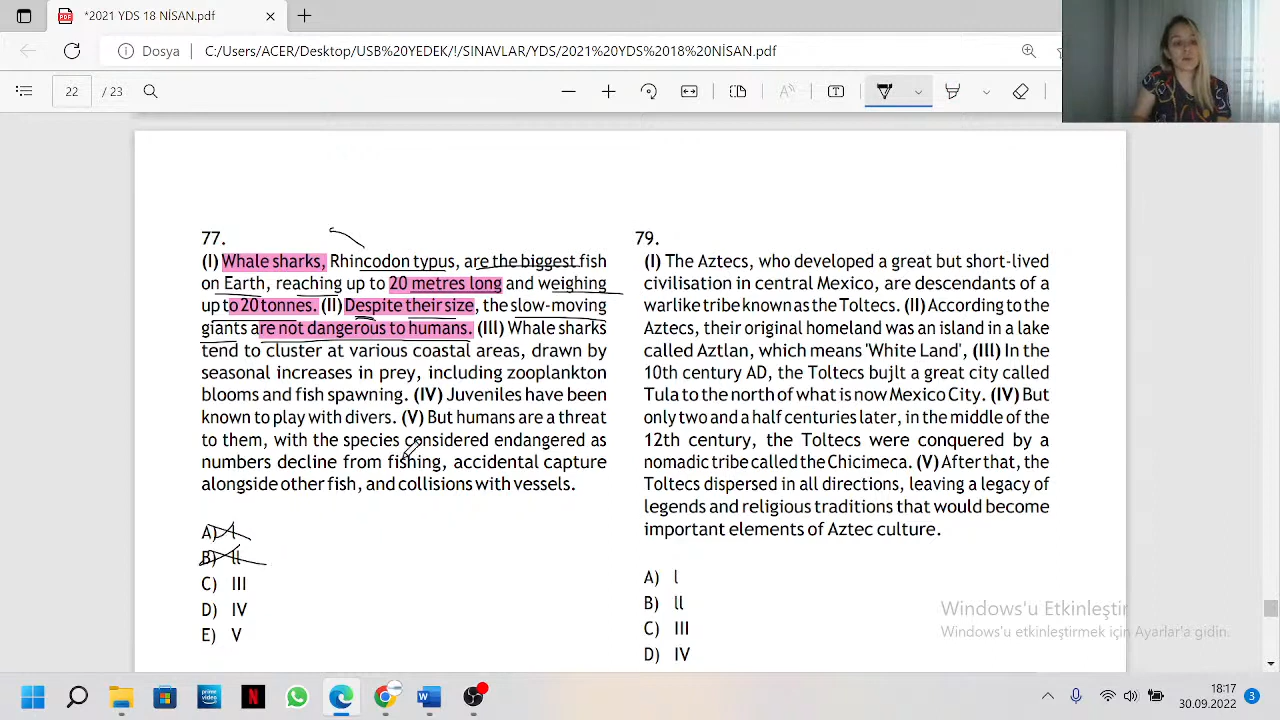 *2021 YDS 18 NİSAN.pdf
Dosya
C:/Users/ACER/Desktop/USB%20YEDEK/!/SINAVLAR/YDS/2021%20YDS%2018%20NİSAN.pdf
22 / 23
77.
(I) Whale sharks, Rhincodon typus, are the biggest fish
on Earth, reaching up to 20 metres long and weighing
up to 20 tonnes. (II) Despite their size, the slow-moving
giants are not dangerous to humans. (III) Whale sharks
tend to cluster at various coastal areas, drawn by
seasonal increases in prey, including zooplankton
blooms and fish spawning. (IV) Juveniles have been
known to play with divers. (V) But humans are a threat
to them, with the species considered endangered as
numbers decline from fishing, accidental capture
alongside other fish, and collisions with vessels.
A) I
B) II
C) III
D) IV
E) V
79.
(I) The Aztecs, who developed a great but short-lived
civilisation in central Mexico, are descendants of a
warlike tribe known as the Toltecs. (II) According to the
Aztecs, their original homeland was an island in a lake
called Aztlan, which means 'White Land', (III) In the
10th century AD, the Toltecs bujlt a great city called
Tula to the north of what is now Mexico City. (IV) But
only two and a half centuries later, in the middle of the
12th century, the Toltecs were conquered by a
nomadic tribe called the Chicimeca. (V) After that, the
Toltecs dispersed in all directions, leaving a legacy of
legends and religious traditions that would become
important elements of Aztec culture.
A) l
B) ll
C) III
D) IV
Windows'u Etkinleştir
Windows'u etkinleştirmek için Ayarlar'a gidin.
18:17
30.09.2022
3